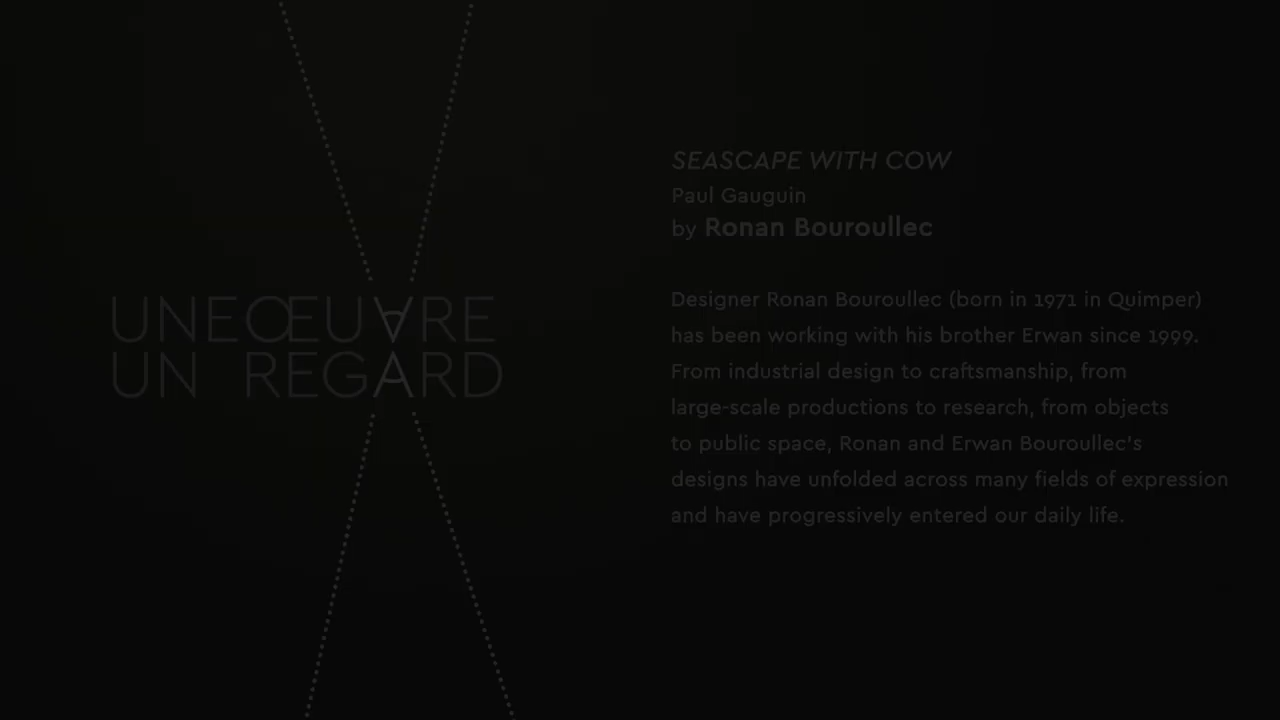 UNE ŒUVRE
UN REGARD
SEASCAPE WITH COW
Paul Gauguin
by Ronan Bouroullec
Designer Ronan Bouroullec (born in 1971 in Quimper)
has been working with his brother Erwan since 1999.
From industrial design to craftsmanship, from
large-scale productions to research, from objects
to public space, Ronan and Erwan Bouroullec's
designs have unfolded across many fields of expression
and have progressively entered our daily life.